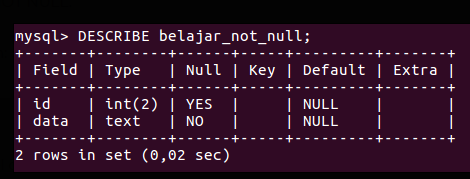 mysql> DESCRIBE belajar_not_null;
+-------+--------+------+-----+---------+-------+
| Field | Type   | Null | Key | Default | Extra |
+-------+--------+------+-----+---------+-------+
| id    | int(2) | YES  |     | NULL    |       |
| data  | text   | NO   |     | NULL    |       |
+-------+--------+------+-----+---------+-------+
2 rows in set (0,02 sec)